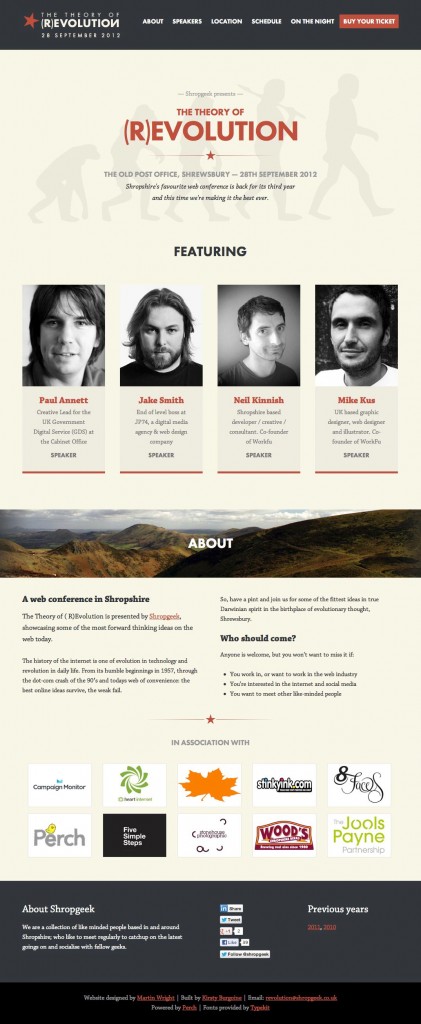 THE THEORY OF
(R)EVOLUTION
28 SEPTEMBER 2012
ABOUT SPEAKERS LOCATION SCHEDULE ON THE NIGHT BUY YOUR TICKET
— Shropgeek presents —
THE THEORY OF
(R)EVOLUTION
THE OLD POST OFFICE, SHREWSBURY — 28TH SEPTEMBER 2012
Shropshire's favourite web conference is back for its third year
and this time we're making it the best ever.
FEATURING
Paul Annett
Creative Lead for the
UK Government
Digital Service (GDS) at
the Cabinet Office
SPEAKER
Jake Smith
End of level boss at
JP74, a digital media
agency & web design
company
SPEAKER
Neil Kinnish
Shropshire based
developer / creative /
consultant. Co-founder
of Workfu
SPEAKER
Mike Kus
UK based graphic
designer, web designer
and illustrator. Co-
founder of WorkFu
SPEAKER
ABOUT
A web conference in Shropshire
The Theory of (R)Evolution is presented by Shropgeek,
showcasing some of the most forward thinking ideas on the
web today.
The history of the internet is one of evolution in technology and
revolution in daily life. From its humble beginnings in 1957, through
the dot-com crash of the 90's and todays web of convenience: the
best online ideas survive, the weak fail.
So, have a pint and join us for some of the fittest ideas in true
Darwinian spirit in the birthplace of evolutionary thought,
Shrewsbury.
Who should come?
Anyone is welcome, but you won't want to miss it if:
You work in, or want to work in the web industry
You're interested in the internet and social media
You want to meet other like-minded people
IN ASSOCIATION WITH
Campaign Monitor
heart internet
stinkyink.com
8 Faces
Perch
Five
Simple
Steps
stonehouse
photographic
WOOD'S
The
Jools
Payne
Partnership
About Shropgeek
We are a collection of like minded people based in and around
Shropshire; who like to meet regularly to catchup on the latest
goings on and socialise with fellow geeks.
Share
Tweet
+1 2
Like 39
Follow @shropgeek
Previous years
2011, 2010
Website designed by Martin Wright | Built by Kirsty Burgoine | Email: revolution@shropgeek.co.uk
Powered by Perch | Fonts provided by Typekit